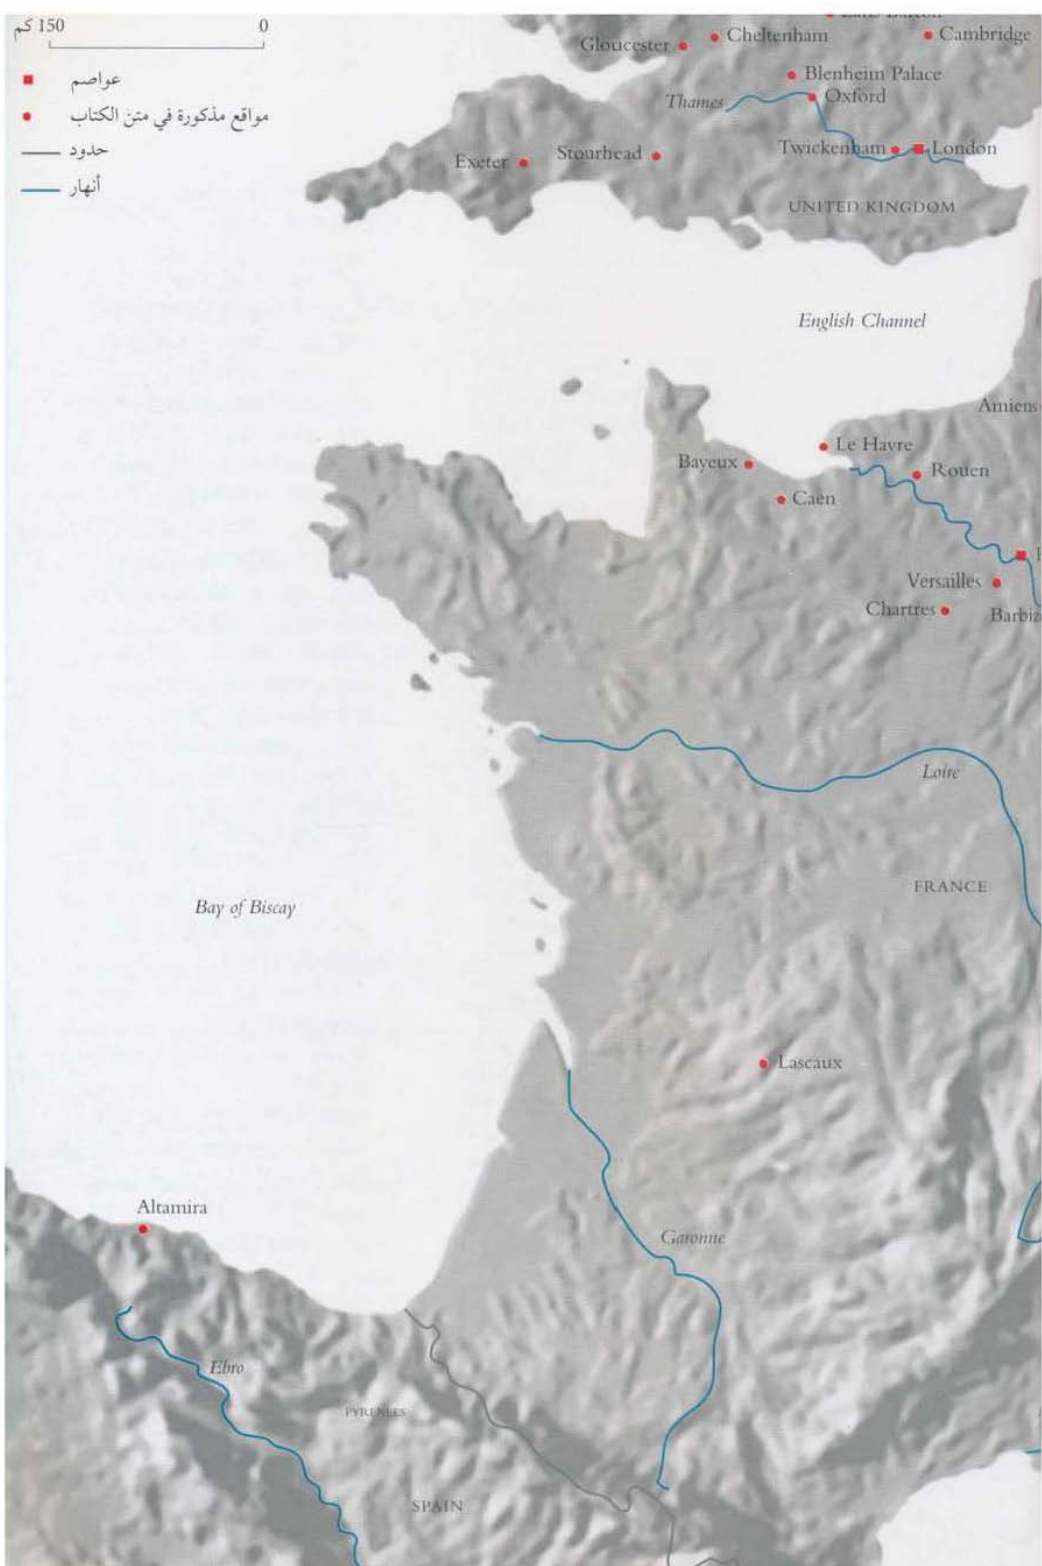 150 كم 0
عواصم
مواقع مذكورة في متن الكتاب
حدود
أنهار
Gloucester
Cheltenham
Cambridge
Blenheim Palace
Thames
Oxford
Exeter
Stourhead
Twickenham
London
UNITED KINGDOM
English Channel
Amiens
Le Havre
Bayeux
Rouen
Caen
Versailles
Chartres
Loire
FRANCE
Bay of Biscay
Lascaux
Altamira
Garonne
Ebro
PYRENEES
SPAIN